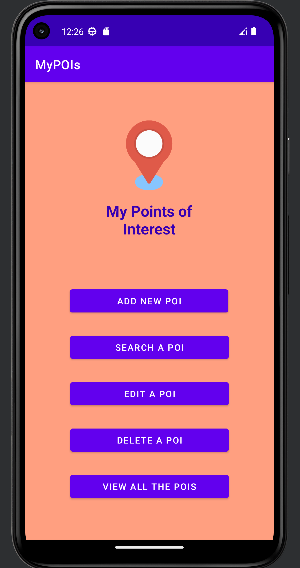 12:26
MyPOIs
My Points of
Interest
ADD NEW POI
SEARCH A POI
EDIT A POI
DELETE A POI
VIEW ALL THE POIS